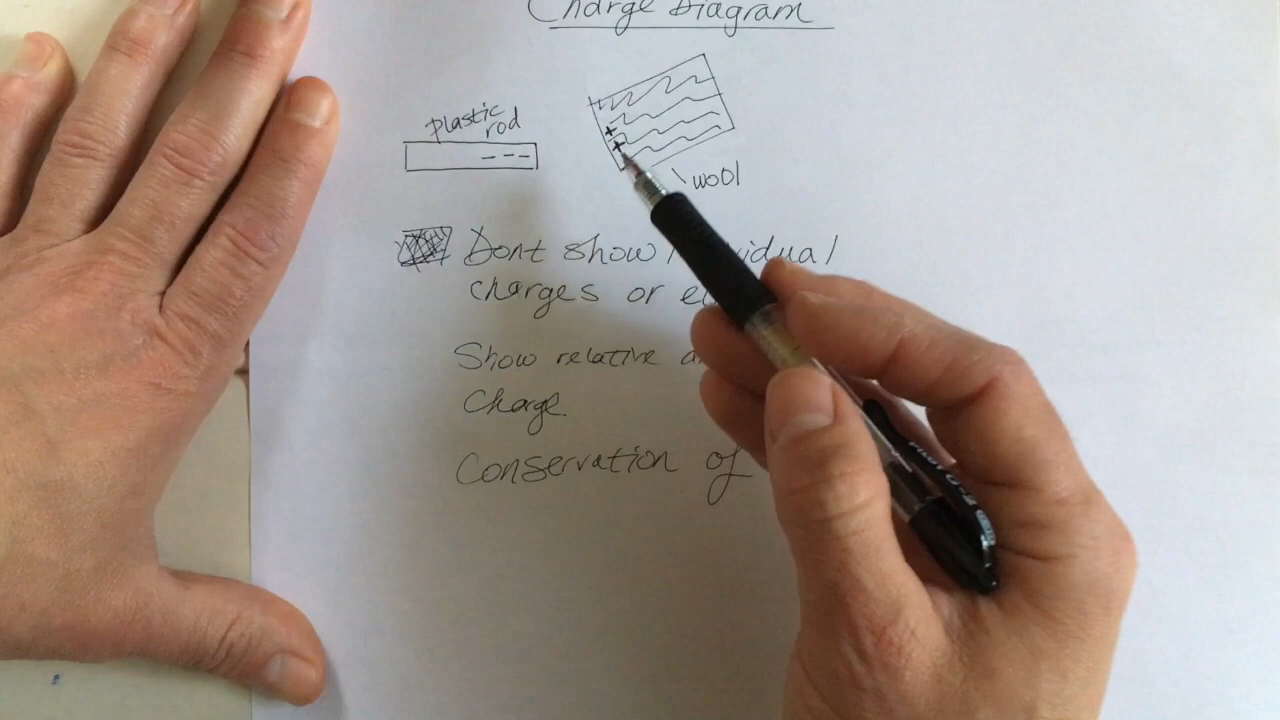 Charge Diagram
plastic
rod
wool
Dont show
charges or
Show relative
Charge
Conservation of